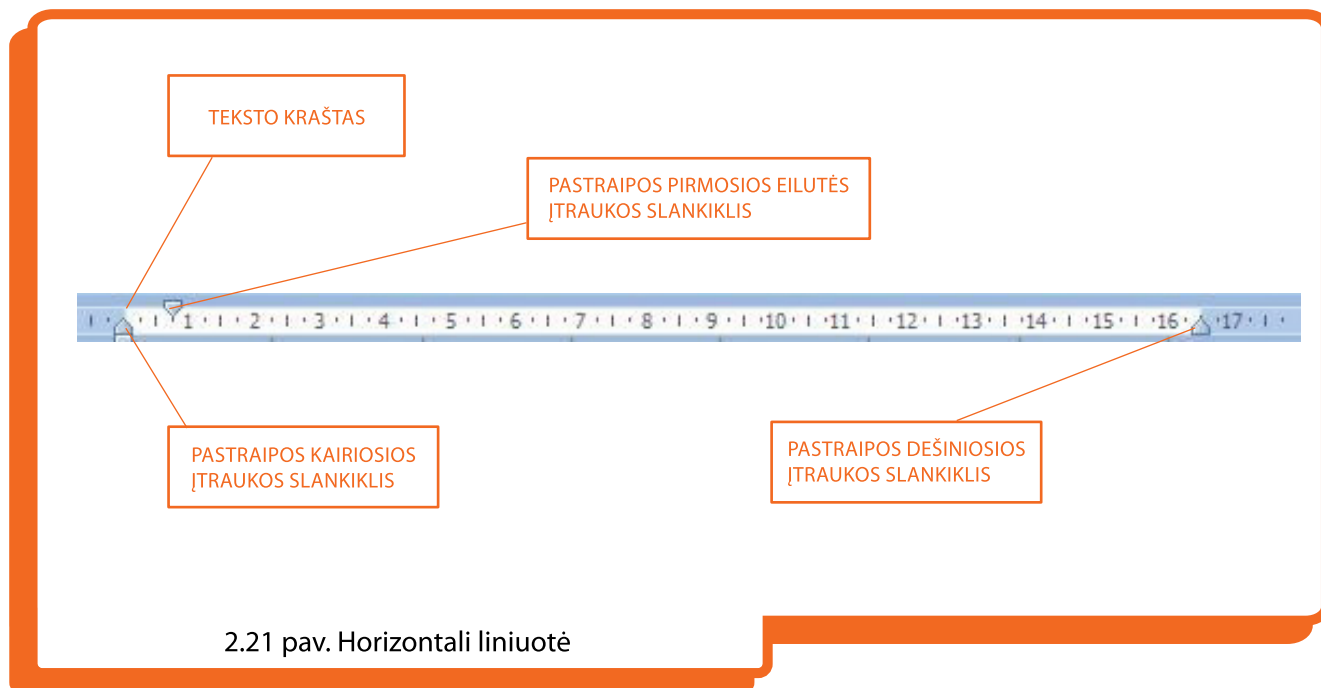 TEKSTO KRAŠTAS
PASTRAIPOS PIRMOSIOS EILUTĖS
ĮTRAUKOS SLANKIKLIS
1 2 3 4 5 6 7 8 9 10 11 12 13 14 15 16 17
PASTRAIPOS KAIRIOSIOS
ĮTRAUKOS SLANKIKLIS
PASTRAIPOS DEŠINIOSIOS
ĮTRAUKOS SLANKIKLIS
2.21 pav. Horizontali liniuotė